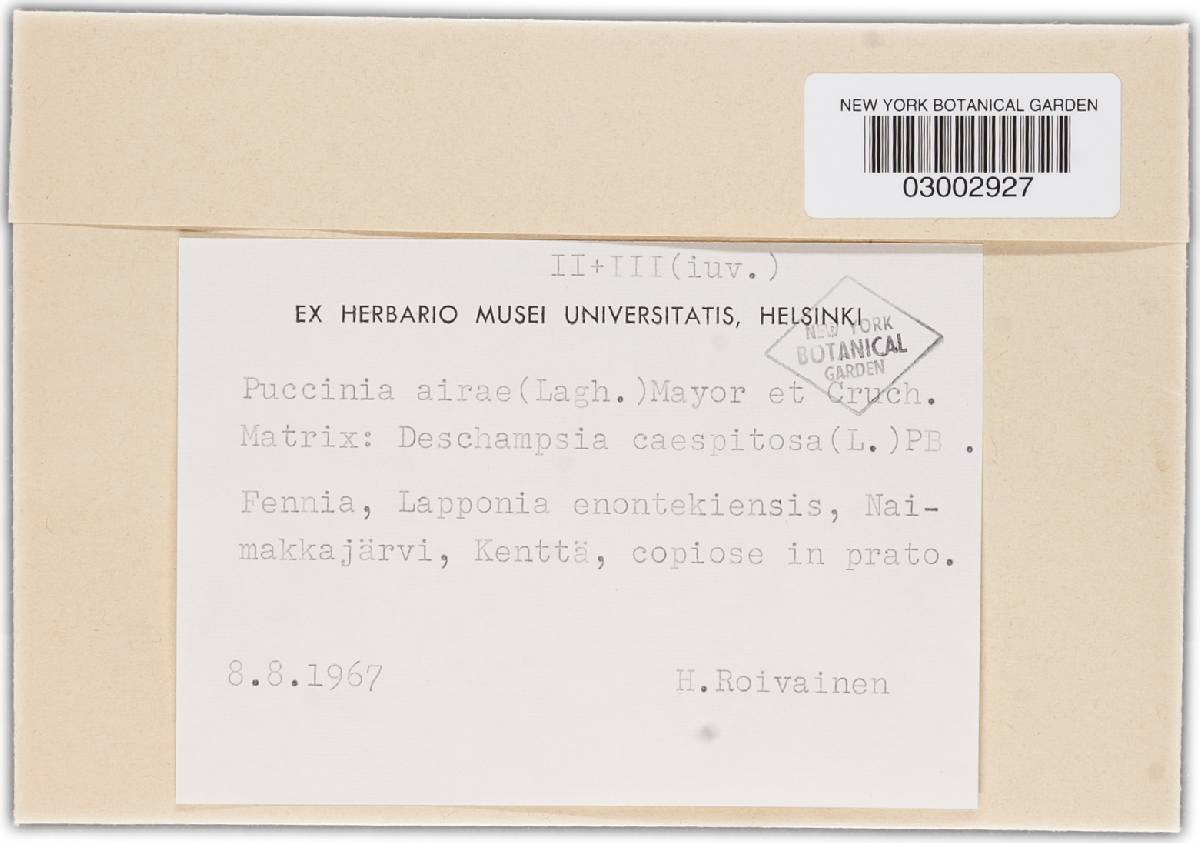 NEW YORK BOTANICAL GARDEN
03002927
II+III(iuv.)
EX HERBARIO MUSEI UNIVERSITATIS, HELSINKI
NEW YORK
BOTANICAL
GARDEN
Puccinia airae(Lagh.)Mayor et Cruch.
Matrix: Deschampsia caespitosa(L.)PB .
Fennia, Lapponia enontekiensis, Nai-
makkajärvi, Kenttä, copiose in prato.
8.8.1967
H.Roivainen